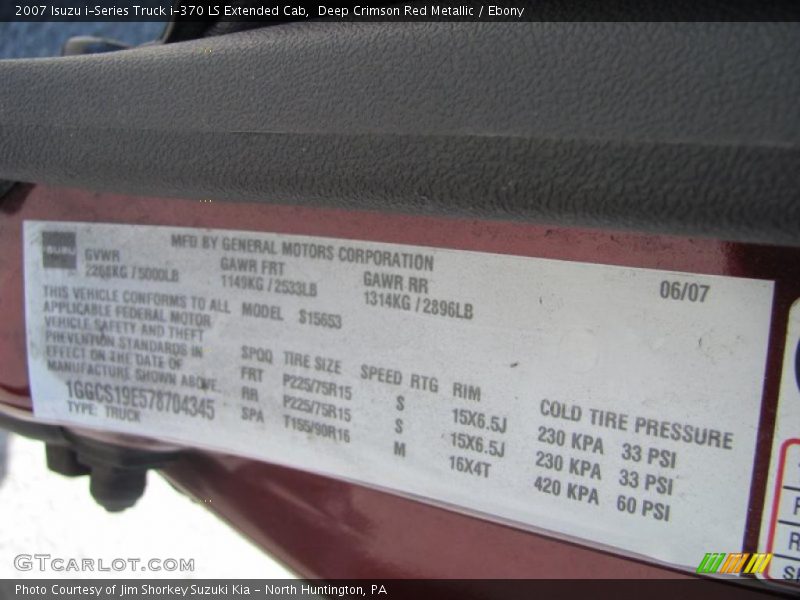 2007 Isuzu i-Series Truck i-370 LS Extended Cab, Deep Crimson Red Metallic / Ebony
MFD BY GENERAL MOTORS CORPORATION
GVWR GAWR FRT GAWR RR 06/07
2268KG / 5000LB 1149KG / 2533LB 1314KG / 2896LB
THIS VEHICLE CONFORMS TO ALL MODEL S15653
APPLICABLE FEDERAL MOTOR
VEHICLE SAFETY AND THEFT
PREVENTION STANDARDS IN
EFFECT ON THE DATE OF
MANUFACTURE SHOWN ABOVE.
1GGCS19E578704345
TYPE: TRUCK
SPOQ TIRE SIZE SPEED RTG RIM COLD TIRE PRESSURE
FRT P225/75R15 S 15X6.5J 230 KPA 33 PSI
RR P225/75R15 S 15X6.5J 230 KPA 33 PSI
SPA T195/90R16 M 16X4T 420 KPA 60 PSI
GTCarLot.com
Photo Courtesy of Jim Shorkey Suzuki Kia - North Huntington, PA